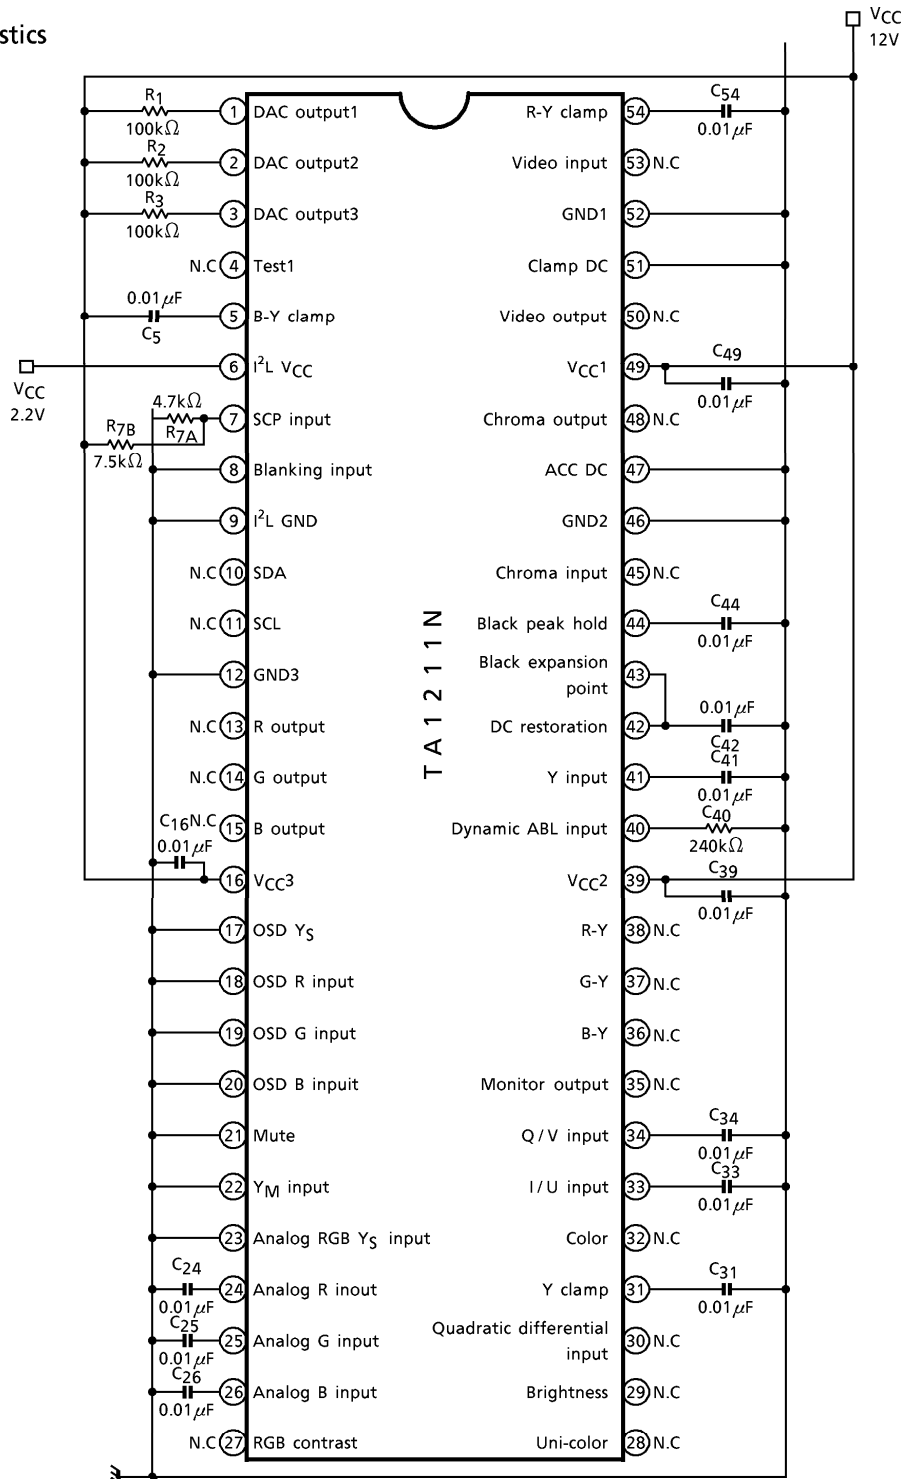 stics
VCC
12V
R1
100kΩ
1 DAC output1
R2
100kΩ
2 DAC output2
R3
100kΩ
3 DAC output3
N.C 4 Test1
0.01μF
C5
5 B-Y clamp
VCC
2.2V
6 I²L VCC
4.7kΩ
R7A
R7B
7.5kΩ
7 SCP input
8 Blanking input
9 I²L GND
N.C 10 SDA
N.C 11 SCL
12 GND3
N.C 13 R output
N.C 14 G output
C16 N.C 15 B output
0.01μF
16 VCC3
17 OSD YS
18 OSD R input
19 OSD G input
20 OSD B inpuit
21 Mute
22 YM input
23 Analog RGB YS input
C24
0.01μF
24 Analog R inout
C25
0.01μF
25 Analog G input
C26
0.01μF
26 Analog B input
N.C 27 RGB contrast
TA1211N
R-Y clamp 54
C54
0.01μF
Video input 53 N.C
GND1 52
Clamp DC 51
Video output 50 N.C
VCC1 49
C49
0.01μF
Chroma output 48 N.C
ACC DC 47
GND2 46
Chroma input 45 N.C
Black peak hold 44
C44
0.01μF
Black expansion
point
43
DC restoration 42
0.01μF
C42
Y input 41
C41
0.01μF
Dynamic ABL input 40
C40
240kΩ
VCC2 39
C39
0.01μF
R-Y 38 N.C
G-Y 37 N.C
B-Y 36 N.C
Monitor output 35 N.C
Q/V input 34
C34
0.01μF
I/U input 33
C33
0.01μF
Color 32 N.C
Y clamp 31
C31
0.01μF
Quadratic differential
input
30 N.C
Brightness 29 N.C
Uni-color 28 N.C